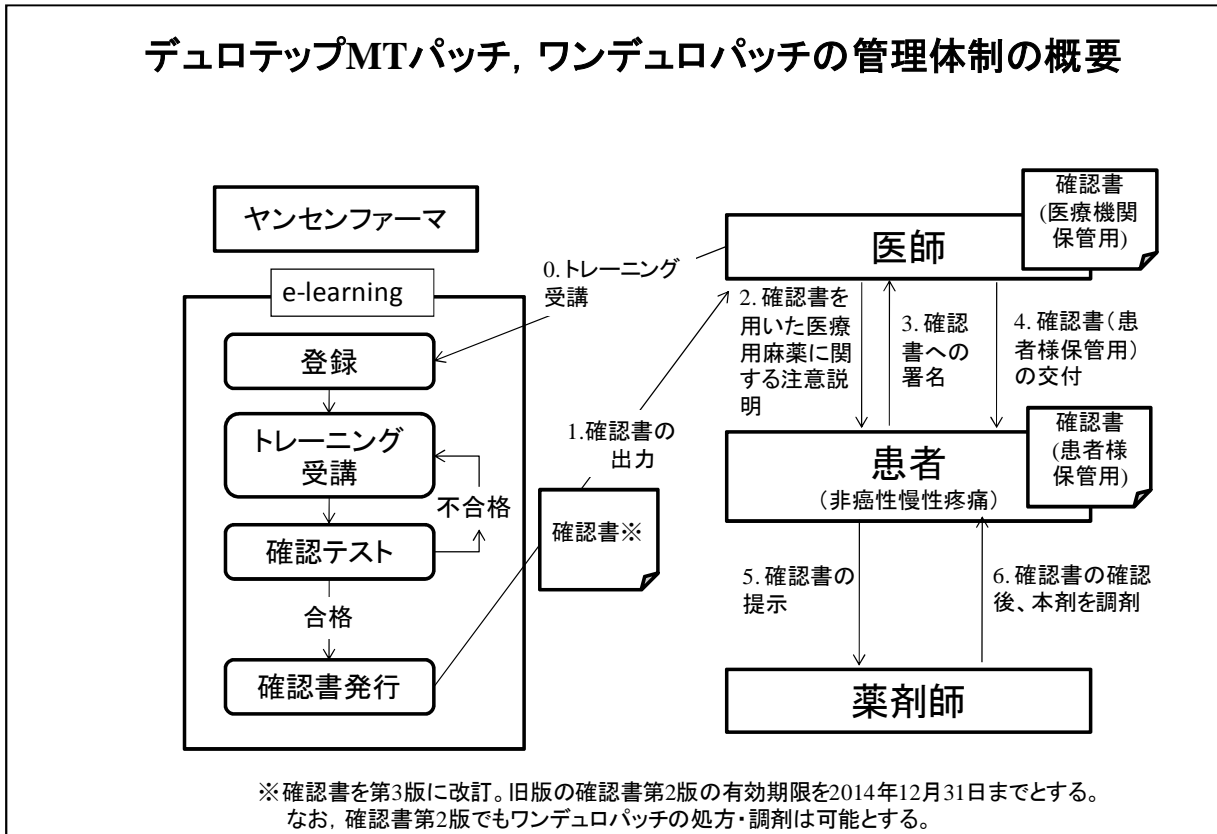 デュロテップMTパッチ，ワンデュロパッチの管理体制の概要
ヤンセンファーマ
e-learning
登録
トレーニング
受講
確認テスト
不合格
合格
確認書発行
0.トレーニング
受講
1.確認書の
出力
確認書※
医師
確認書
(医療機関
保管用)
2.確認書を
用いた医療
用麻薬に関
する注意説
明
3.確認
書への
署名
4.確認書（患
者様保管用）
の交付
患者
（非癌性慢性疼痛）
確認書
(患者様
保管用)
5.確認書の
提示
6.確認書の確認
後、本剤を調剤
薬剤師
※確認書を第3版に改訂。旧版の確認書第2版の有効期限を2014年12月31日までとする。
なお，確認書第2版でもワンデュロパッチの処方・調剤は可能とする。